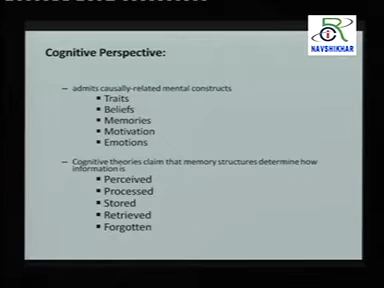 NAVSHIKHAR
Cognitive Perspective:
– admits causally-related mental constructs
▪ Traits
▪ Beliefs
▪ Memories
▪ Motivation
▪ Emotions
– Cognitive theories claim that memory structures determine how
information is
▪ Perceived
▪ Processed
▪ Stored
▪ Retrieved
▪ Forgotten